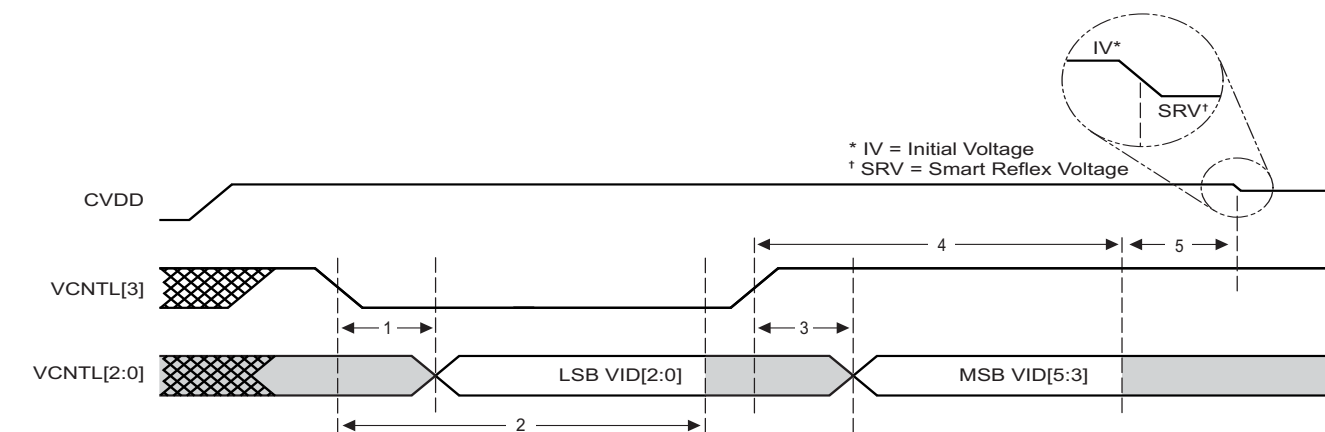 IV*
SRV†
* IV = Initial Voltage
† SRV = Smart Reflex Voltage
CVDD
4
5
VCNTL[3]
1
3
VCNTL[2:0]
LSB VID[2:0]
MSB VID[5:3]
2